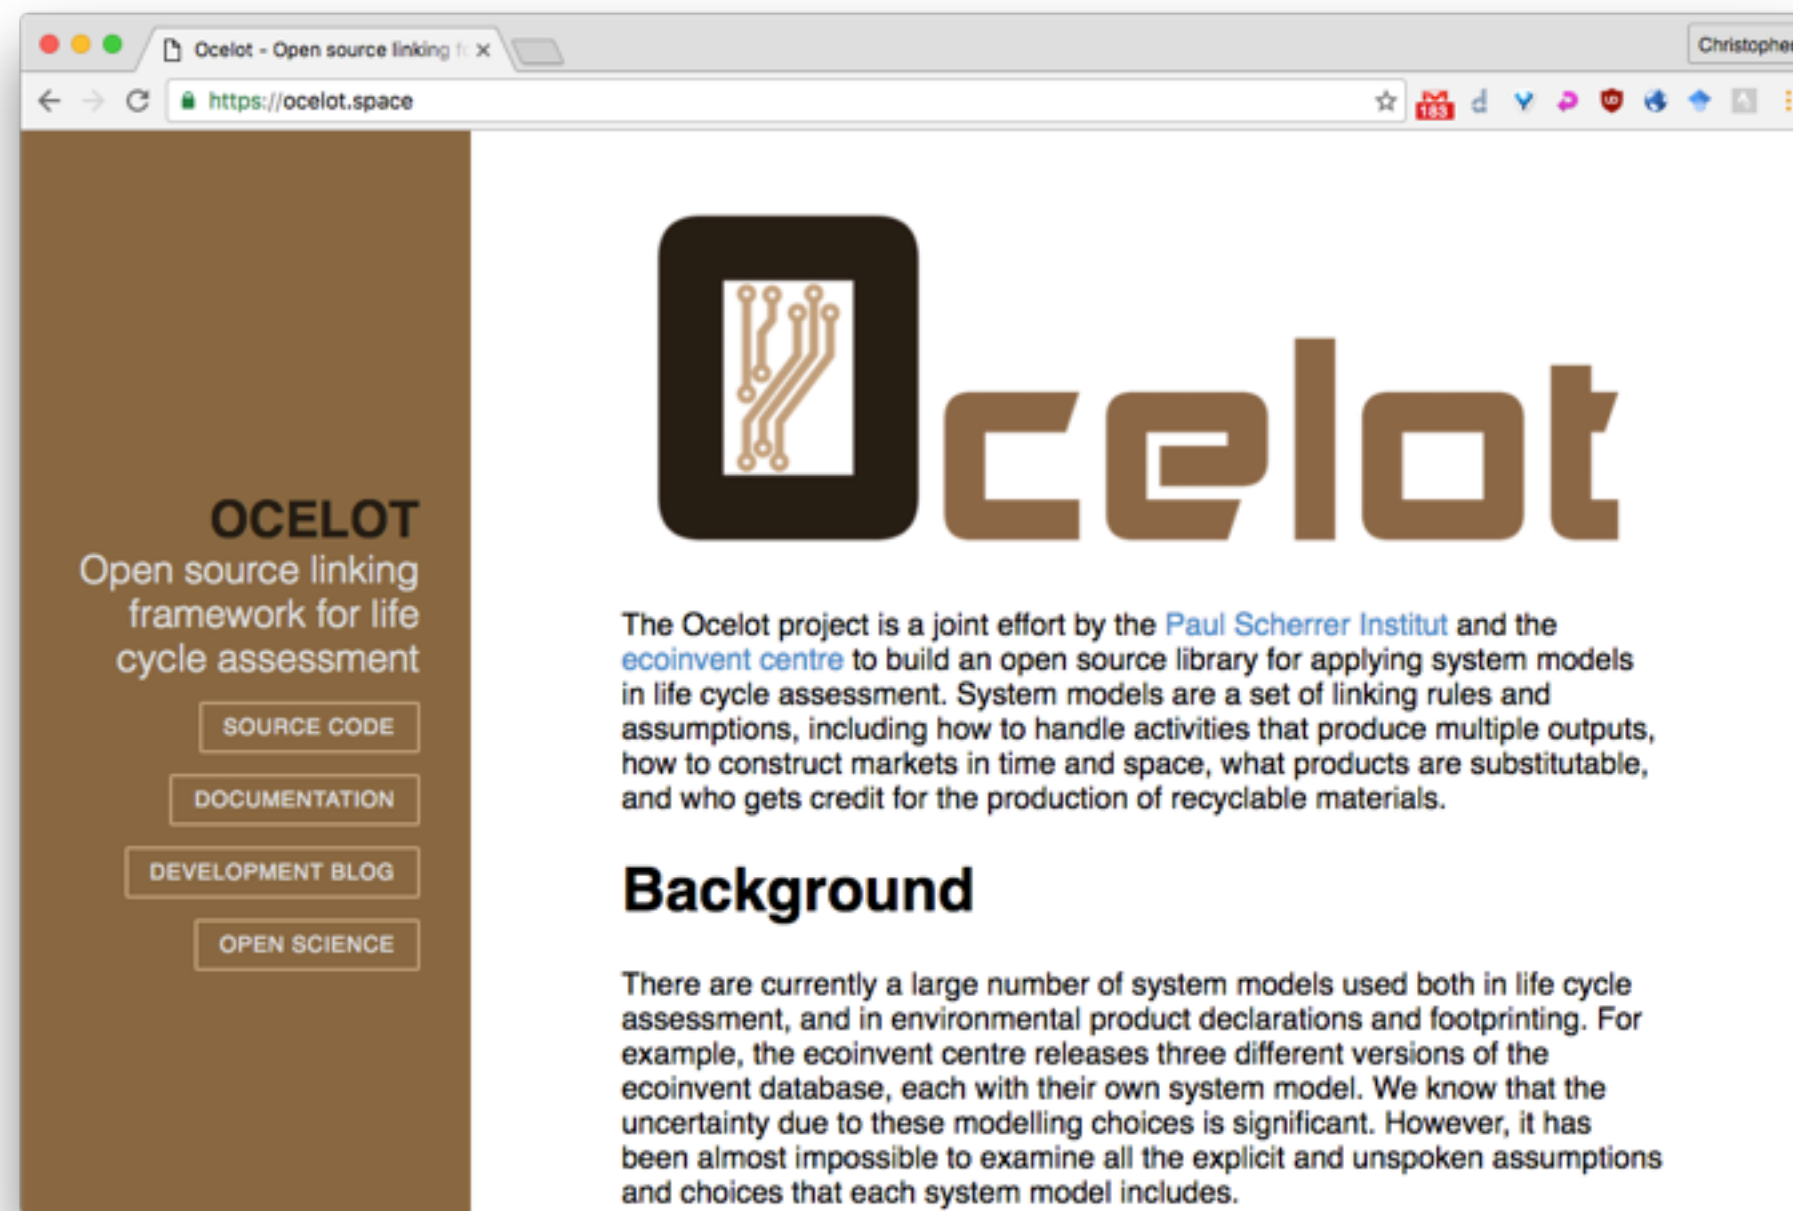 Ocelot - Open source linking f
Christopher
https://ocelot.space
183
OCELOT
Open source linking
framework for life
cycle assessment
SOURCE CODE
DOCUMENTATION
DEVELOPMENT BLOG
OPEN SCIENCE
Ocelot
The Ocelot project is a joint effort by the Paul Scherrer Institut and the
ecoinvent centre to build an open source library for applying system models
in life cycle assessment. System models are a set of linking rules and
assumptions, including how to handle activities that produce multiple outputs,
how to construct markets in time and space, what products are substitutable,
and who gets credit for the production of recyclable materials.
Background
There are currently a large number of system models used both in life cycle
assessment, and in environmental product declarations and footprinting. For
example, the ecoinvent centre releases three different versions of the
ecoinvent database, each with their own system model. We know that the
uncertainty due to these modelling choices is significant. However, it has
been almost impossible to examine all the explicit and unspoken assumptions
and choices that each system model includes.